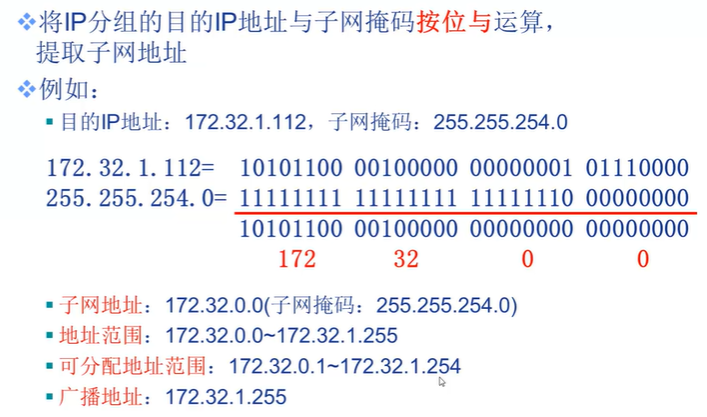 ❖将IP分组的目的IP地址与子网掩码按位与运算，
提取子网地址
❖例如：
▪ 目的IP地址：172.32.1.112，子网掩码：255.255.254.0
172.32.1.112= 10101100 00100000 00000001 01110000
255.255.254.0= 11111111 11111111 11111110 00000000
10101100 00100000 00000000 00000000
172 32 0 0
▪ 子网地址：172.32.0.0(子网掩码：255.255.254.0)
▪ 地址范围：172.32.0.0~172.32.1.255
▪ 可分配地址范围：172.32.0.1~172.32.1.254
▪ 广播地址：172.32.1.255